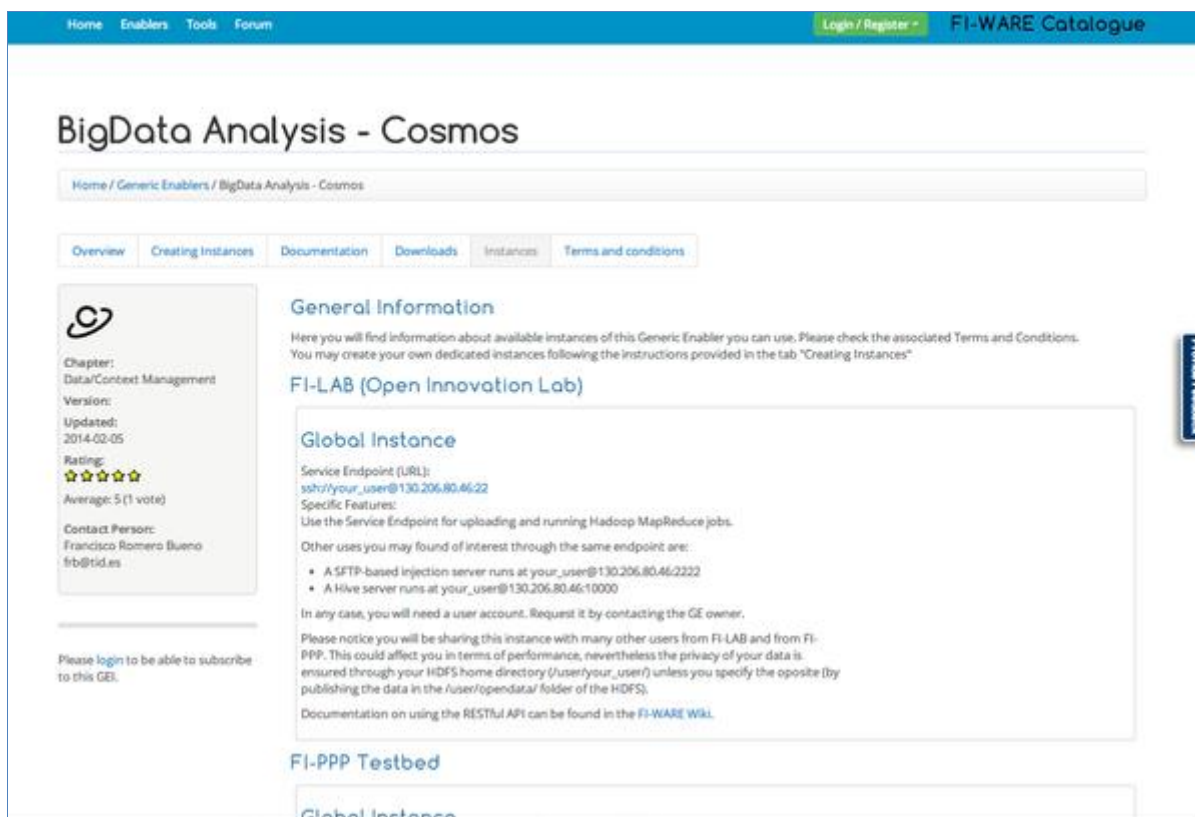 Home Enablers Tools Forum Login / Register FI-WARE Catalogue
BigData Analysis - Cosmos
Home / Generic Enablers / BigData Analysis - Cosmos
Overview Creating Instances Documentation Downloads Instances Terms and conditions
Chapter:
Data/Context Management
Version:
Updated:
2014-02-05
Rating:
Average: 5 (1 vote)
Contact Person:
Francisco Romero Bueno
frb@tid.es
Please login to be able to subscribe
to this GEI.
General Information
Here you will find information about available instances of this Generic Enabler you can use. Please check the associated Terms and Conditions.
You may create your own dedicated instances following the instructions provided in the tab "Creating Instances"
FI-LAB (Open Innovation Lab)
Global Instance
Service Endpoint (URL):
ssh://your_user@130.206.80.46:22
Specific Features:
Use the Service Endpoint for uploading and running Hadoop MapReduce jobs.
Other uses you may found of interest through the same endpoint are:
• A SFTP-based injection server runs at your_user@130.206.80.46:2222
• A Hive server runs at your_user@130.206.80.46:10000
In any case, you will need a user account. Request it by contacting the GE owner.
Please notice you will be sharing this instance with many other users from FI-LAB and from FI-
PPP. This could affect you in terms of performance, nevertheless the privacy of your data is
ensured through your HDFS home directory (/user/your_user/) unless you specify the oposite (by
publishing the data in the /user/opendata/ folder of the HDFS).
Documentation on using the RESTful API can be found in the FI-WARE Wiki.
FI-PPP Testbed
Global Instance